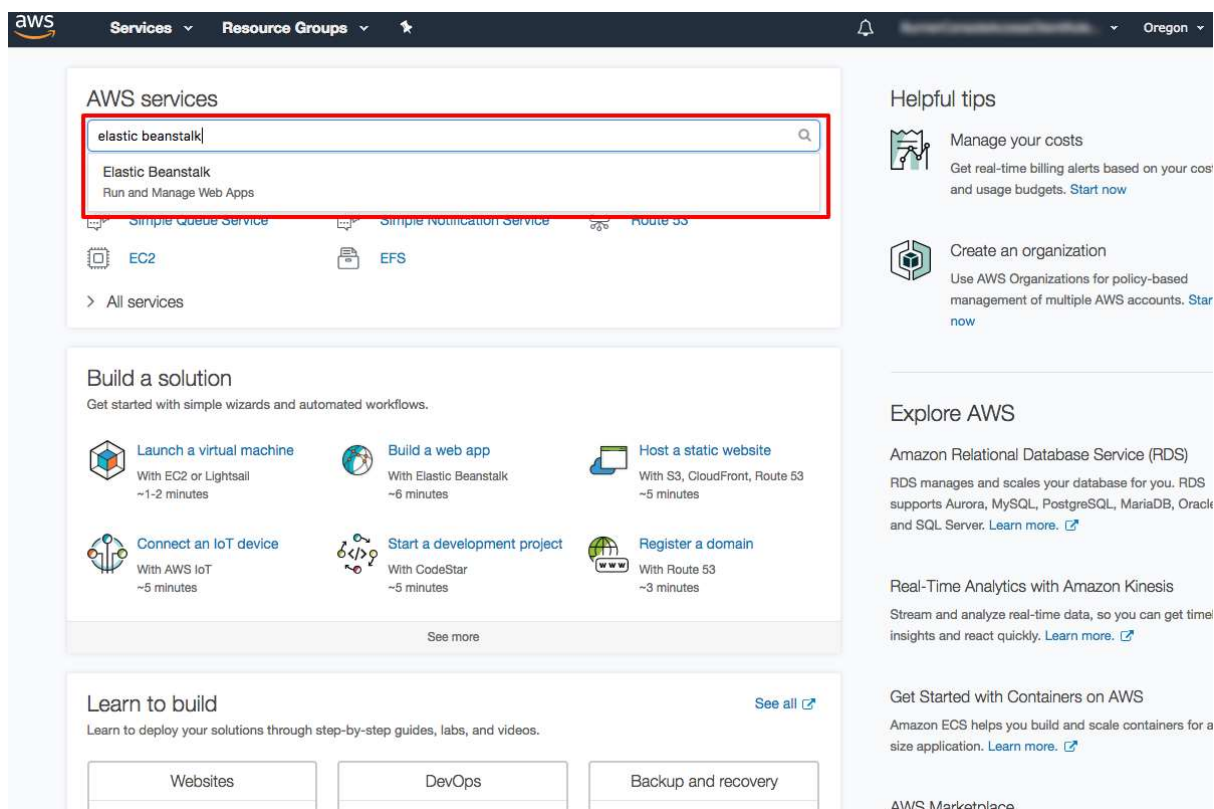 aws
Services
Resource Groups
Oregon
AWS services
elastic beanstalk
Elastic Beanstalk
Run and Manage Web Apps
Simple Queue Service
Simple Notification Service
Route 53
EC2
EFS
All services
Build a solution
Get started with simple wizards and automated workflows.
Launch a virtual machine
With EC2 or Lightsail
~1-2 minutes
Build a web app
With Elastic Beanstalk
~6 minutes
Host a static website
With S3, CloudFront, Route 53
~5 minutes
Connect an IoT device
With AWS IoT
~5 minutes
Start a development project
With CodeStar
~5 minutes
Register a domain
With Route 53
~3 minutes
See more
Learn to build
See all
Learn to deploy your solutions through step-by-step guides, labs, and videos.
Websites
DevOps
Backup and recovery
Helpful tips
Manage your costs
Get real-time billing alerts based on your cost
and usage budgets. Start now
Create an organization
Use AWS Organizations for policy-based
management of multiple AWS accounts. Star
now
Explore AWS
Amazon Relational Database Service (RDS)
RDS manages and scales your database for you. RDS
supports Aurora, MySQL, PostgreSQL, MariaDB, Oracle
and SQL Server. Learn more.
Real-Time Analytics with Amazon Kinesis
Stream and analyze real-time data, so you can get timel
insights and react quickly. Learn more.
Get Started with Containers on AWS
Amazon ECS helps you build and scale containers for a
size application. Learn more.
AWS Marketplace